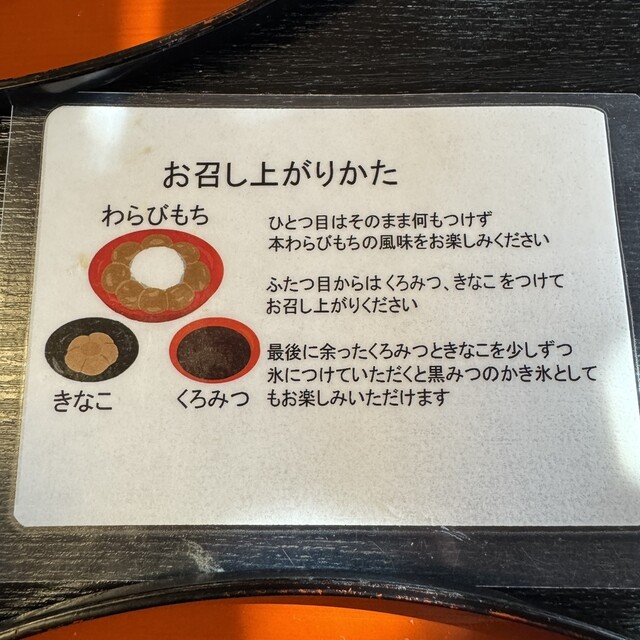 お召し上がりかた
わらびもち
きなこ
くろみつ
ひとつ目はそのまま何もつけず
本わらびもちの風味をお楽しみください
ふたつ目からはくろみつ、きなこをつけて
お召し上がりください
最後に余ったくろみつときなこを少しずつ
氷につけていただくと黒みつのかき氷として
もお楽しみいただけます